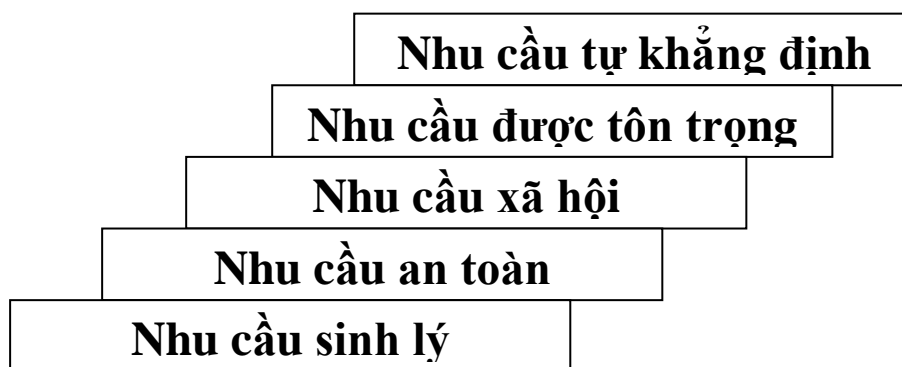 Nhu cầu tự khẳng định
Nhu cầu được tôn trọng
Nhu cầu xã hội
Nhu cầu an toàn
Nhu cầu sinh lý